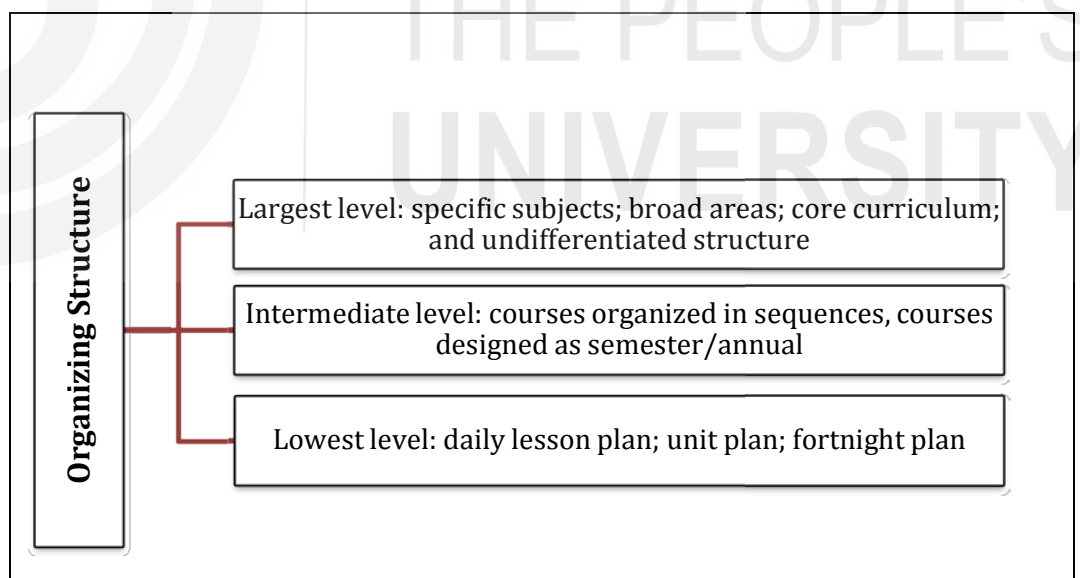 THE PEOPLE'S
UNIVERSITY
Organizing Structure
Largest level: specific subjects; broad areas; core curriculum;
and undifferentiated structure
Intermediate level: courses organized in sequences, courses
designed as semester/annual
Lowest level: daily lesson plan; unit plan; fortnight plan